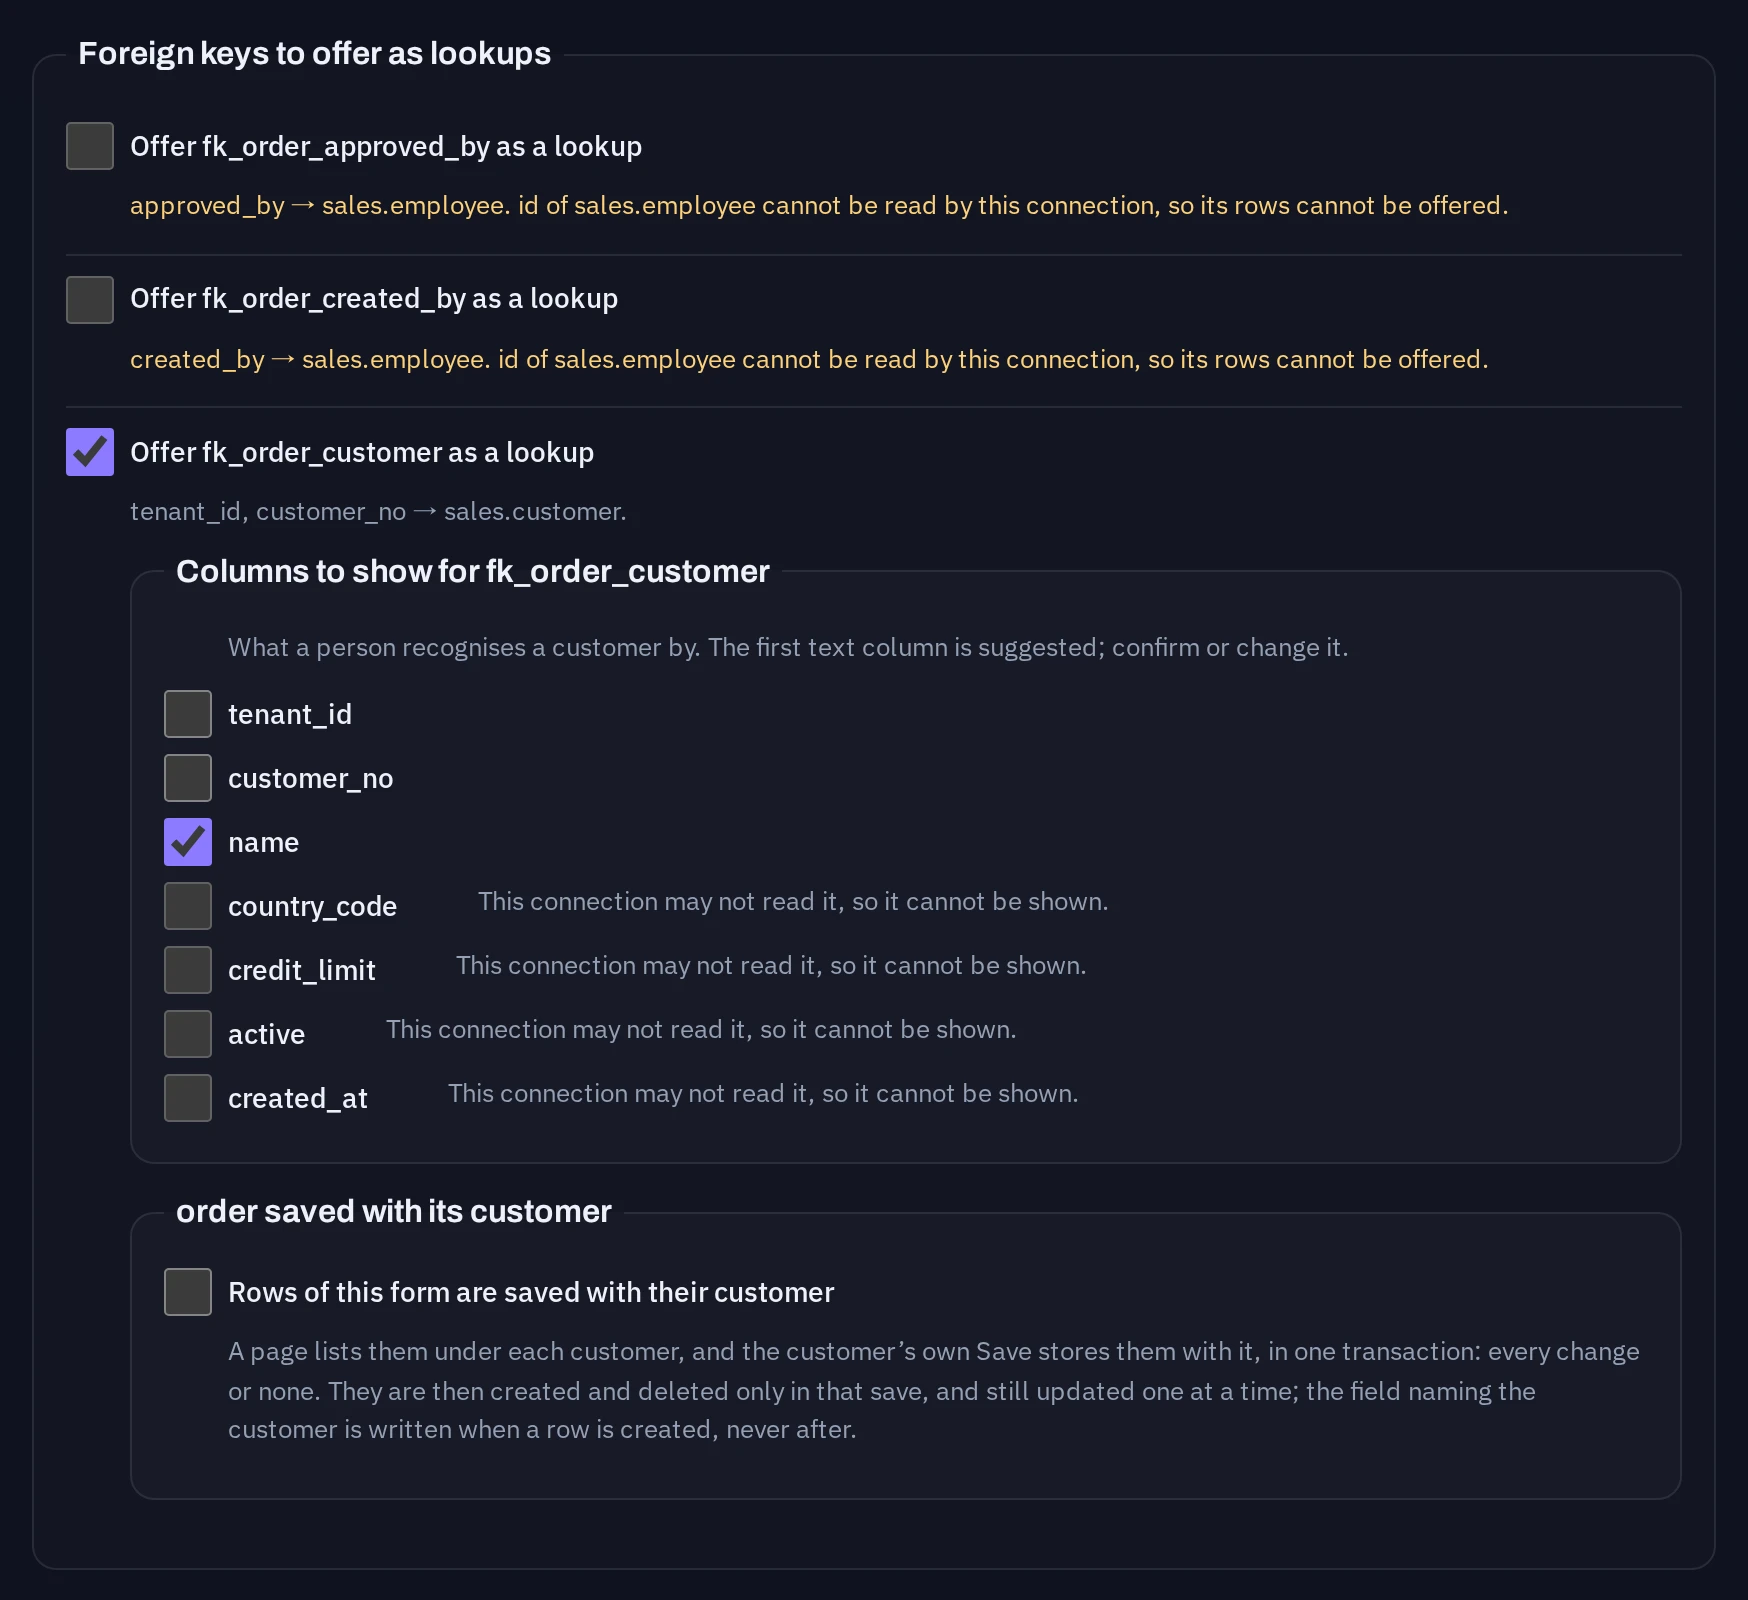 Foreign keys to offer as lookups
Offer fk_order_approved_by as a lookup
approved_by → sales.employee. id of sales.employee cannot be read by this connection, so its rows cannot be offered.
Offer fk_order_created_by as a lookup
created_by → sales.employee. id of sales.employee cannot be read by this connection, so its rows cannot be offered.
Offer fk_order_customer as a lookup
tenant_id, customer_no → sales.customer.
Columns to show for fk_order_customer
What a person recognises a customer by. The first text column is suggested; confirm or change it.
tenant_id
customer_no
name
country_code This connection may not read it, so it cannot be shown.
credit_limit This connection may not read it, so it cannot be shown.
active This connection may not read it, so it cannot be shown.
created_at This connection may not read it, so it cannot be shown.
order saved with its customer
Rows of this form are saved with their customer
A page lists them under each customer, and the customer’s own Save stores them with it, in one transaction: every change
or none. They are then created and deleted only in that save, and still updated one at a time; the field naming the
customer is written when a row is created, never after.